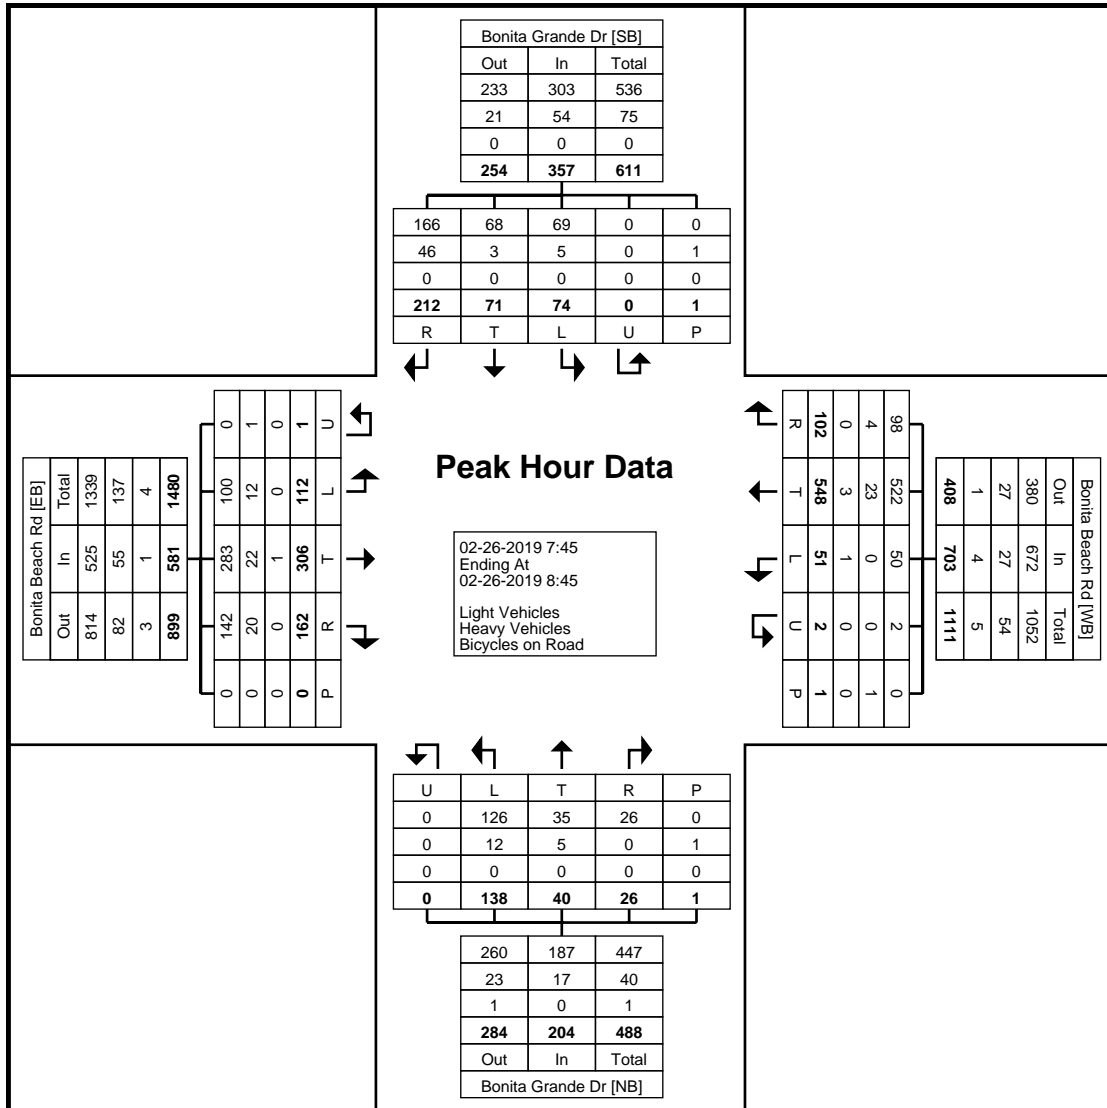 Bonita Grande Dr [SB]
Out In Total
233 303 536
21 54 75
0 0 0
254 357 611
166 68 69 0 0
46 3 5 0 1
0 0 0 0 0
212 71 74 0 1
R T L U P
Peak Hour Data
02-26-2019 7:45
Ending At
02-26-2019 8:45
Light Vehicles
Heavy Vehicles
Bicycles on Road
Bonita Beach Rd [EB]
Total 1339 137 4 1480
In 525 55 1 581
Out 814 82 3 899
0 1 0 1 U
100 12 0 112 L
283 22 1 306 T
142 20 0 162 R
0 0 0 0 P
R 102 0 4 98
T 548 3 23 522
L 51 1 0 50
U 2 0 0 2
P 1 0 1 0
Bonita Beach Rd [WB]
408 1 27 380 Out
703 4 27 672 In
1111 5 54 1052 Total
U L T R P
0 126 35 26 0
0 12 5 0 1
0 0 0 0 0
0 138 40 26 1
260 187 447
23 17 40
1 0 1
284 204 488
Out In Total
Bonita Grande Dr [NB]